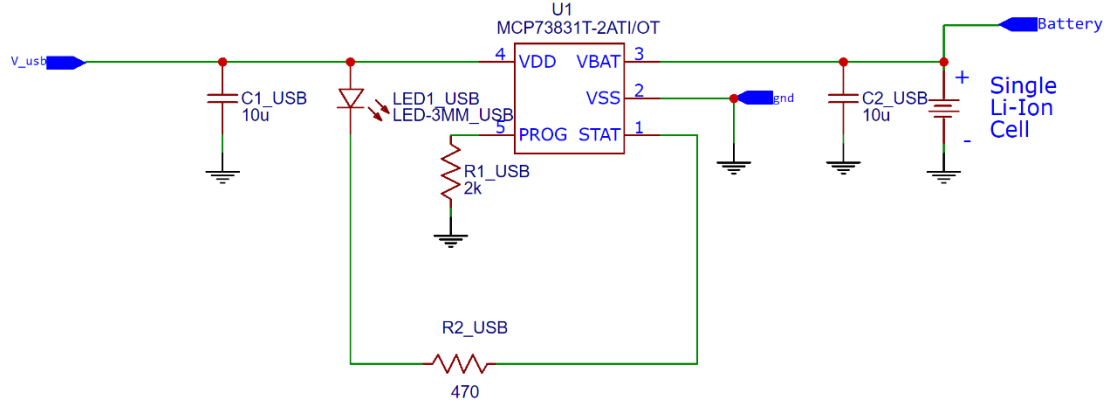 U1
MCP73831T-2ATI/OT
V_usb
4
VDD
VBAT
3
Battery
C1_USB
10u
LED1_USB
LED-3MM_USB
VSS
2
gnd
C2_USB
10u
+
Single
Li-Ion
Cell
-
5
PROG
STAT
1
R1_USB
2k
R2_USB
470